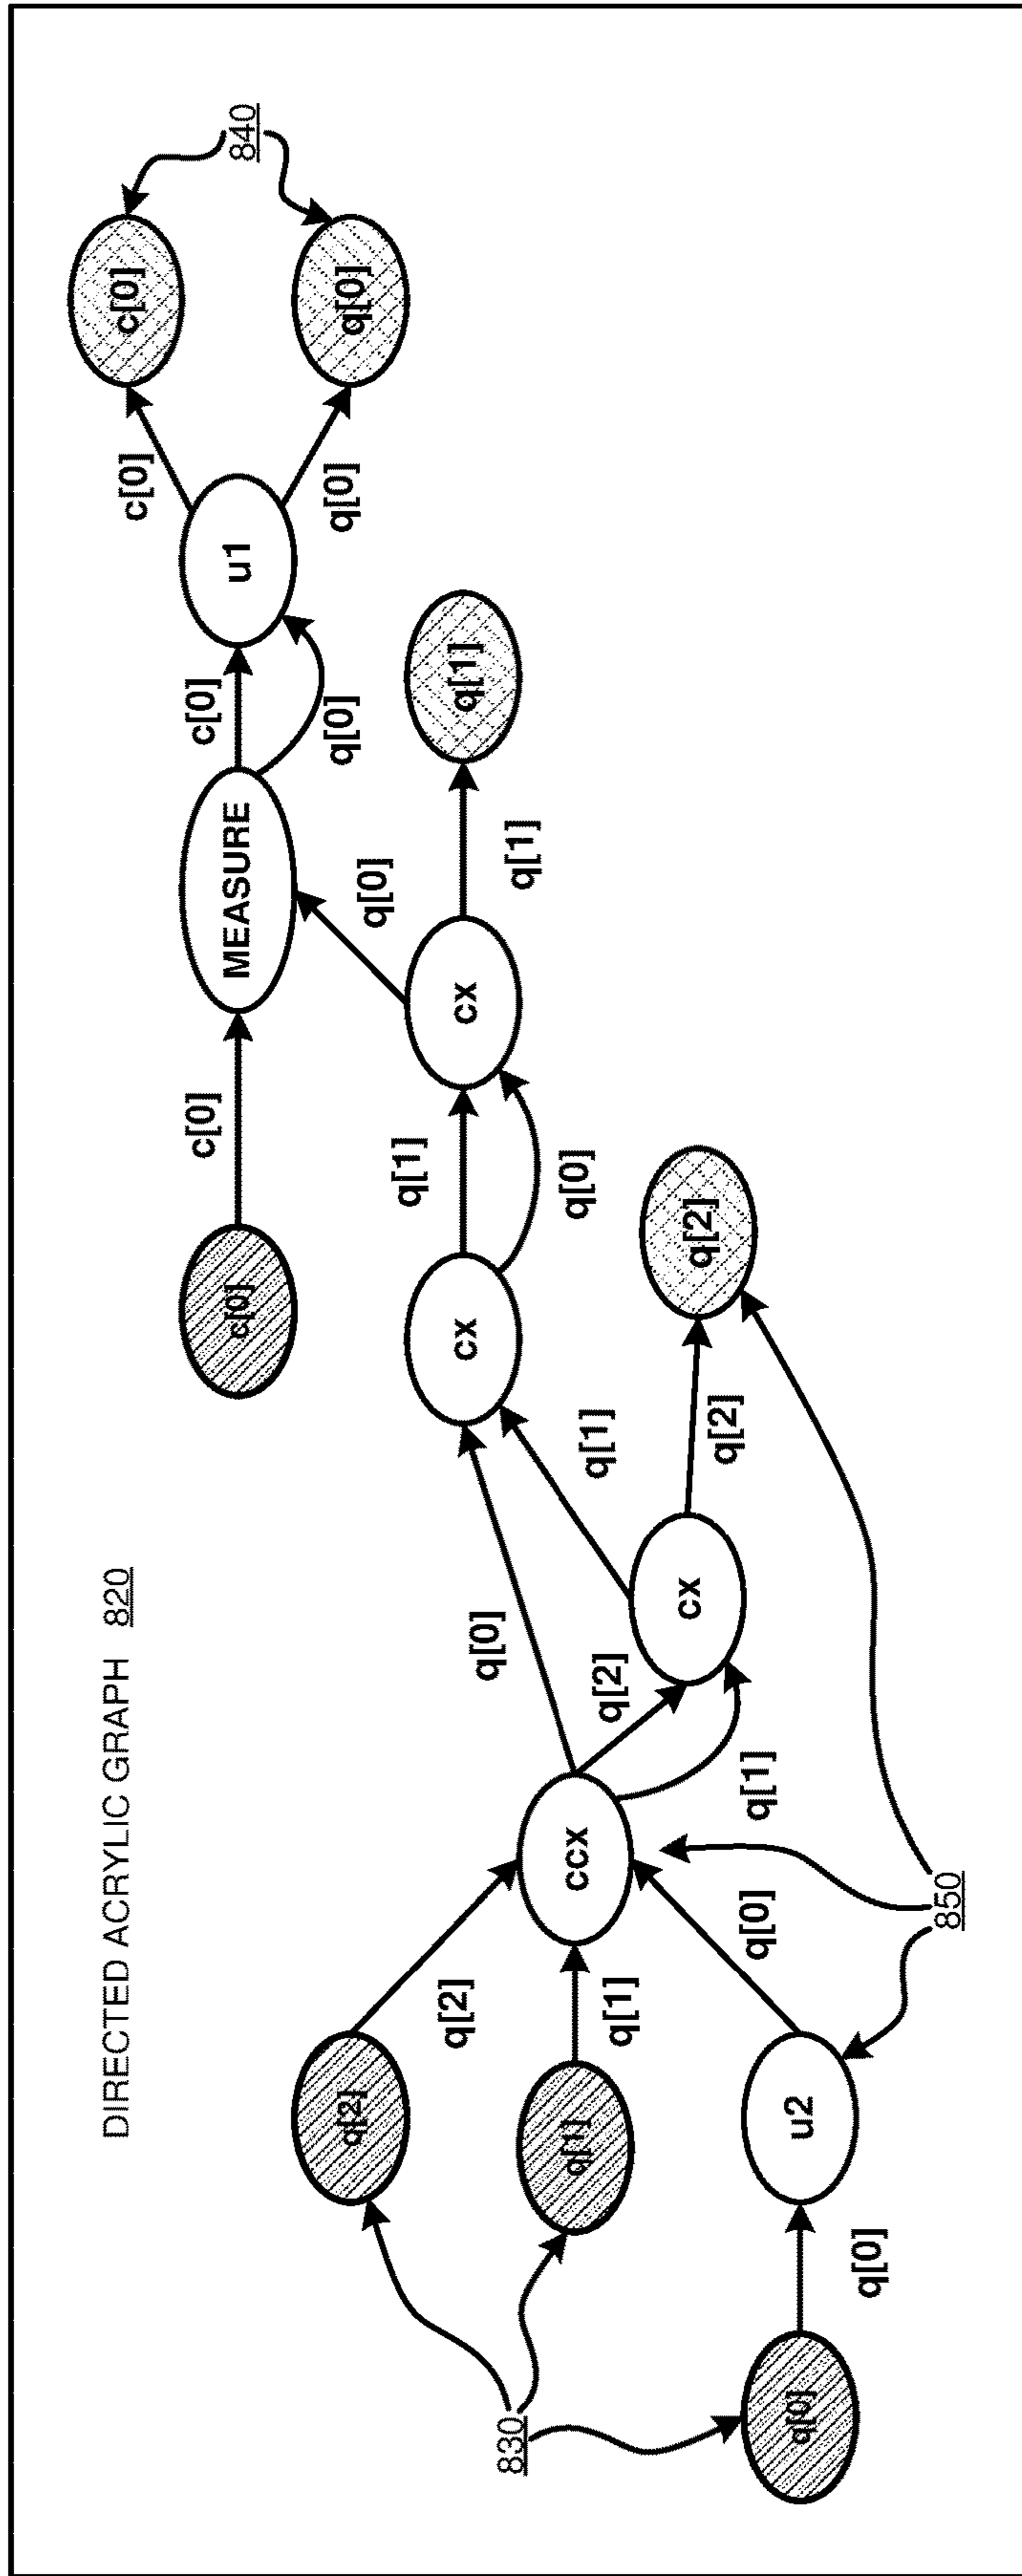 DIRECTED ACRYLIC GRAPH 820
840
c[0]
q[0]
c[0]
q[0]
u1
c[0]
q[0]
MEASURE
c[0]
c[0]
q[0]
q[1]
q[1]
cx
q[1]
q[0]
cx
q[2]
q[2]
q[1]
cx
q[0]
q[2]
q[1]
ccx
850
q[2]
q[1]
q[0]
q[2]
q[1]
u2
q[0]
830
q[0]